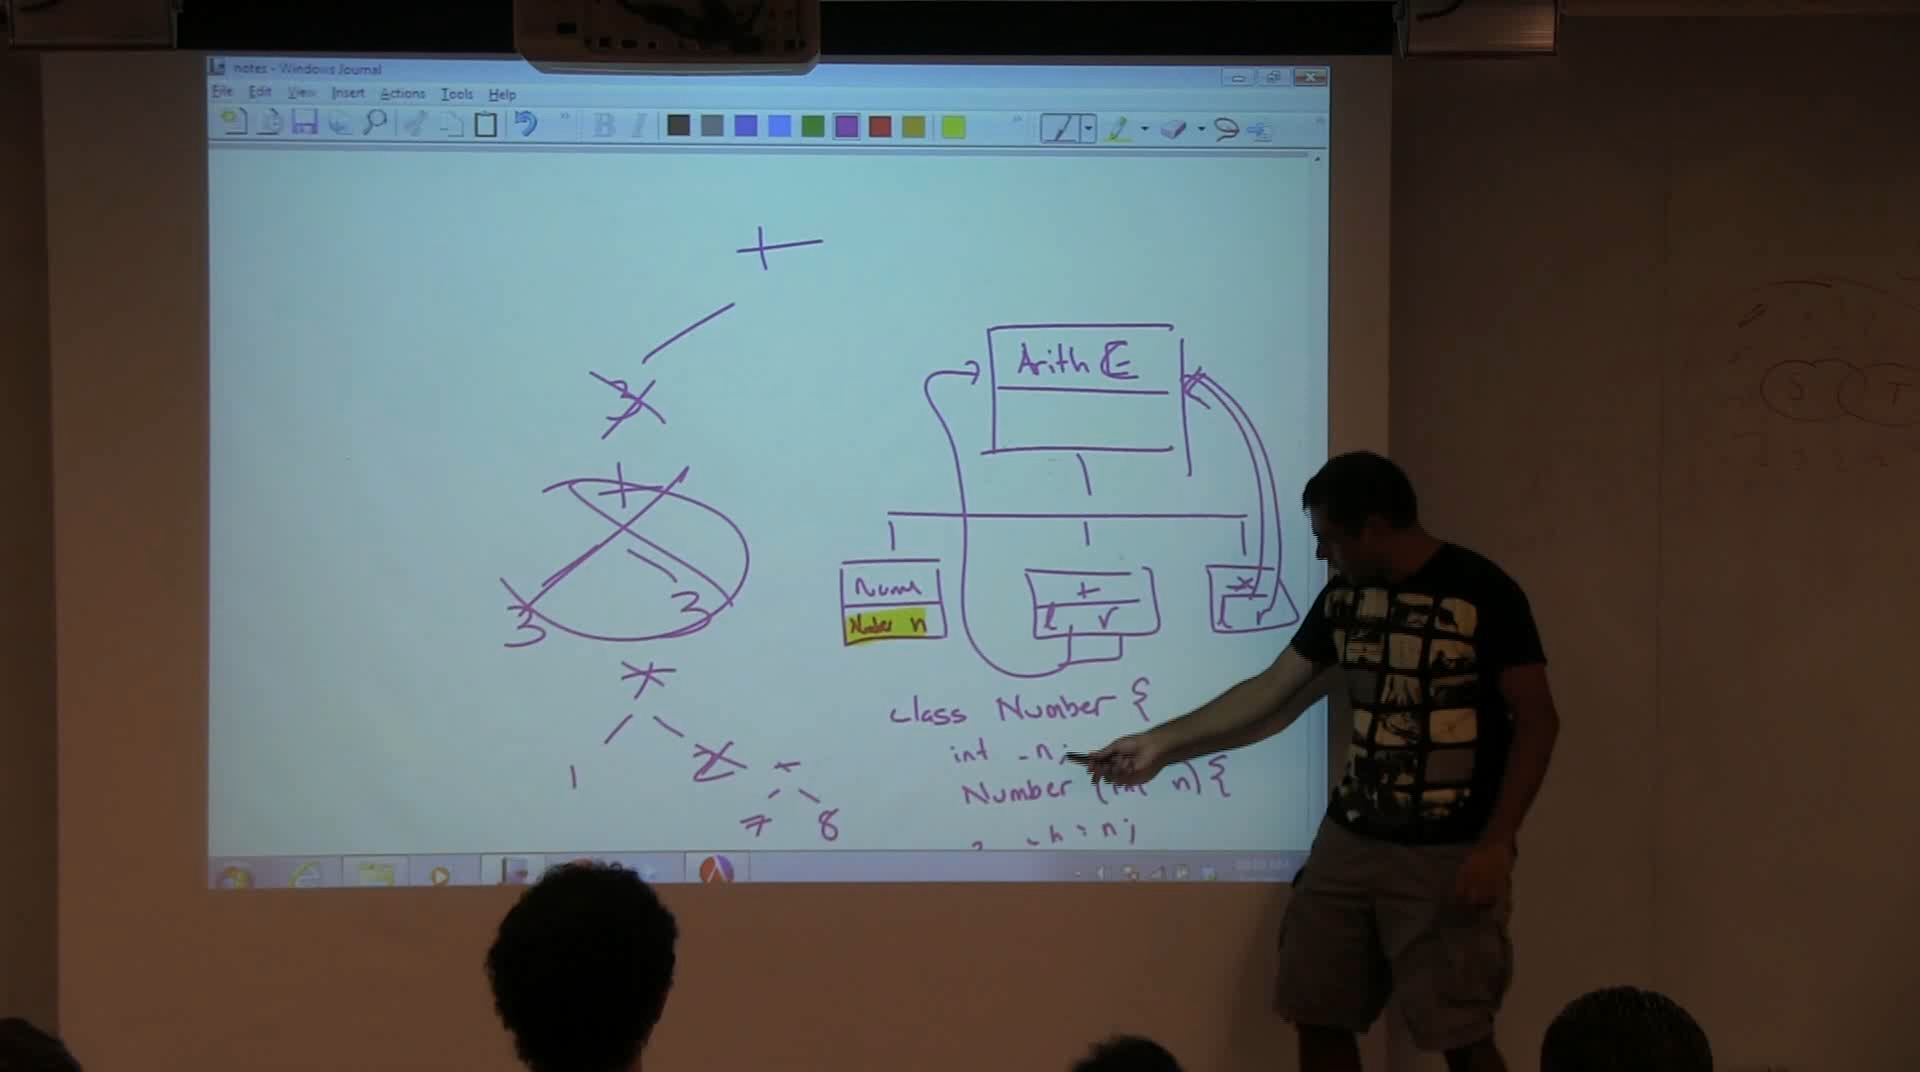 notes - Windows Journal
File Edit View Insert Actions Tools Help
B I
+
3
+
3 2
*
1 2 +
7 8
Arith E
Num + *
Number n l r l r
class Number {
int _n;
Number (int n) {
_n = n;
S T